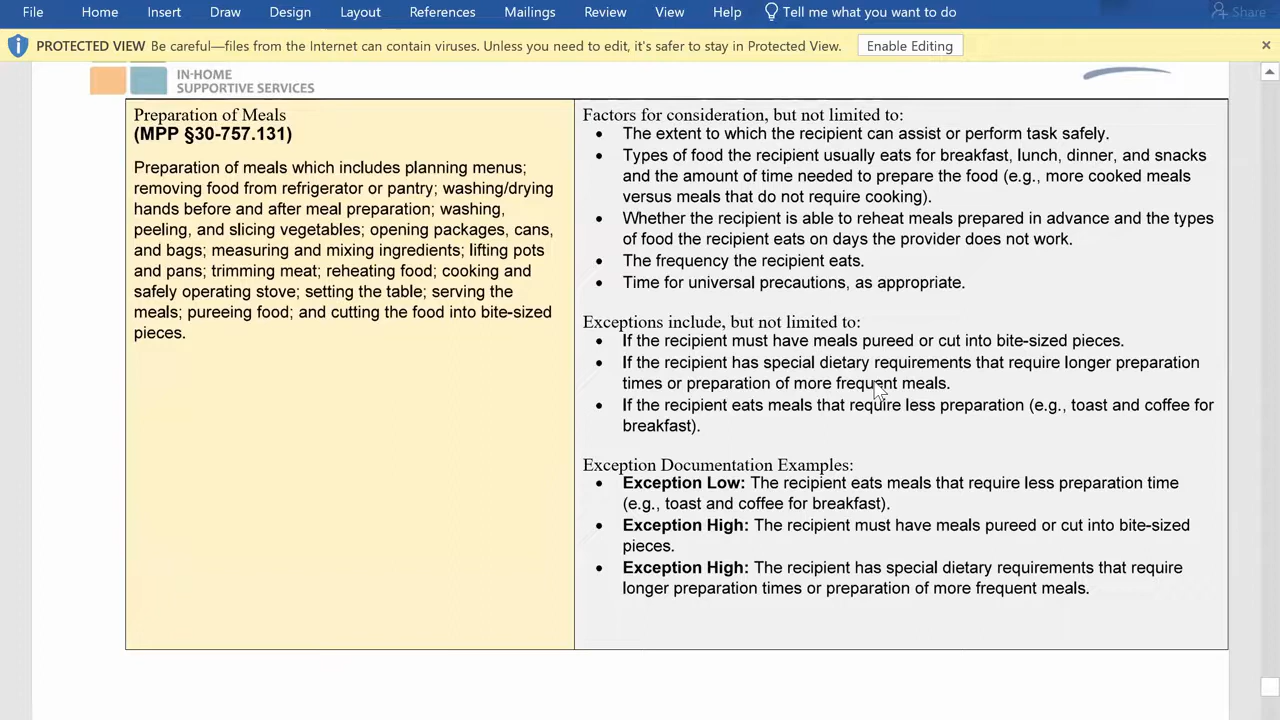 File Home Insert Draw Design Layout References Mailings Review View Help Tell me what you want to do Share
PROTECTED VIEW Be careful—files from the Internet can contain viruses. Unless you need to edit, it's safer to stay in Protected View. Enable Editing
IN-HOME
SUPPORTIVE SERVICES
Preparation of Meals
(MPP §30-757.131)
Preparation of meals which includes planning menus;
removing food from refrigerator or pantry; washing/drying
hands before and after meal preparation; washing,
peeling, and slicing vegetables; opening packages, cans,
and bags; measuring and mixing ingredients; lifting pots
and pans; trimming meat; reheating food; cooking and
safely operating stove; setting the table; serving the
meals; pureeing food; and cutting the food into bite-sized
pieces.
Factors for consideration, but not limited to:
• The extent to which the recipient can assist or perform task safely.
• Types of food the recipient usually eats for breakfast, lunch, dinner, and snacks
and the amount of time needed to prepare the food (e.g., more cooked meals
versus meals that do not require cooking).
• Whether the recipient is able to reheat meals prepared in advance and the types
of food the recipient eats on days the provider does not work.
• The frequency the recipient eats.
• Time for universal precautions, as appropriate.
Exceptions include, but not limited to:
• If the recipient must have meals pureed or cut into bite-sized pieces.
• If the recipient has special dietary requirements that require longer preparation
times or preparation of more frequent meals.
• If the recipient eats meals that require less preparation (e.g., toast and coffee for
breakfast).
Exception Documentation Examples:
• Exception Low: The recipient eats meals that require less preparation time
(e.g., toast and coffee for breakfast).
• Exception High: The recipient must have meals pureed or cut into bite-sized
pieces.
• Exception High: The recipient has special dietary requirements that require
longer preparation times or preparation of more frequent meals.